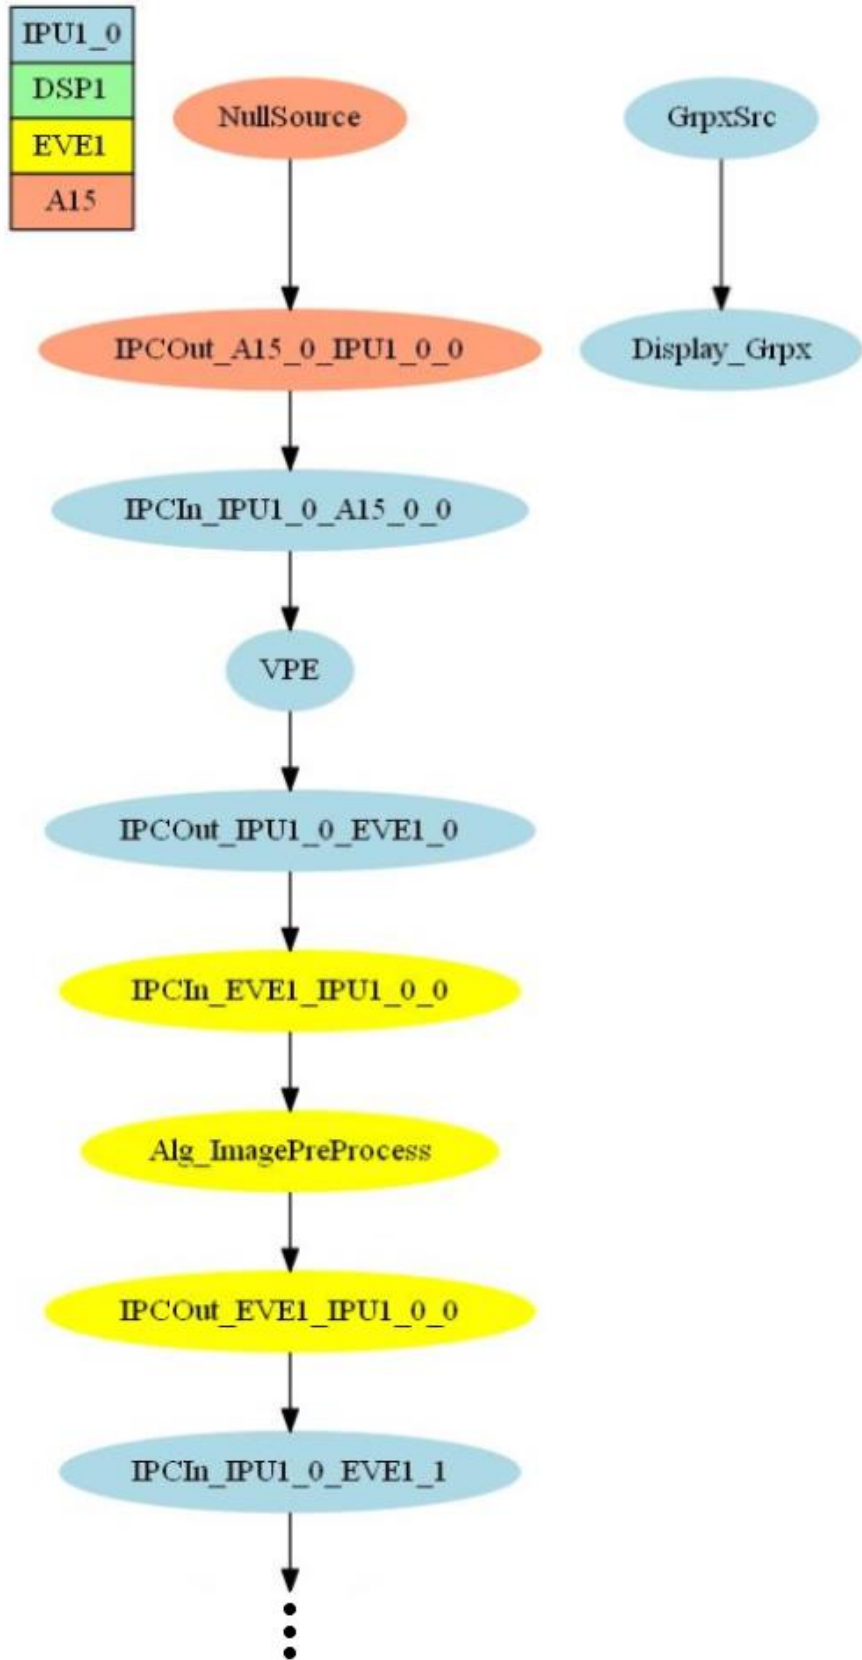 IPU1_0
DSP1
EVE1
A15
NullSource
GrpxSrc
IPCOut_A15_0_IPU1_0_0
Display_Grpx
IPCIn_IPU1_0_A15_0_0
VPE
IPCOut_IPU1_0_EVE1_0
IPCIn_EVE1_IPU1_0_0
Alg_ImagePreProcess
IPCOut_EVE1_IPU1_0_0
IPCIn_IPU1_0_EVE1_1